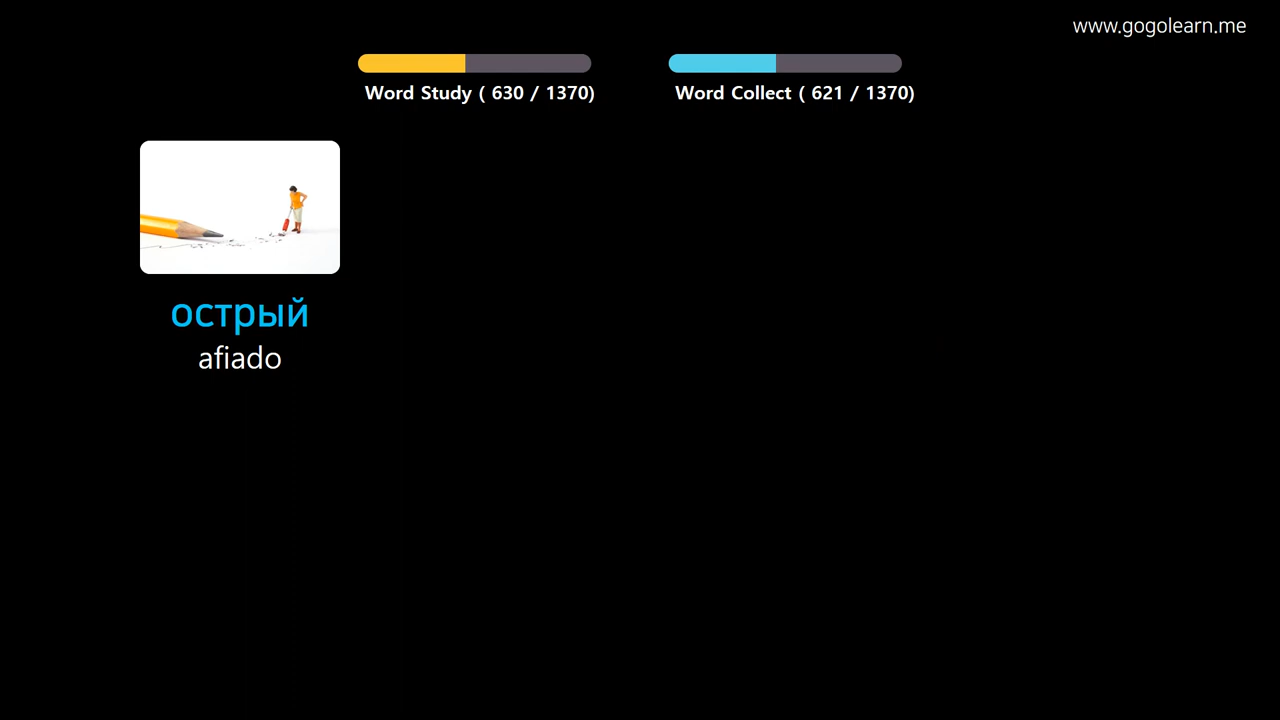 www.gogolearn.me
Word Study ( 630 / 1370)
Word Collect ( 621 / 1370)
острый
afiado